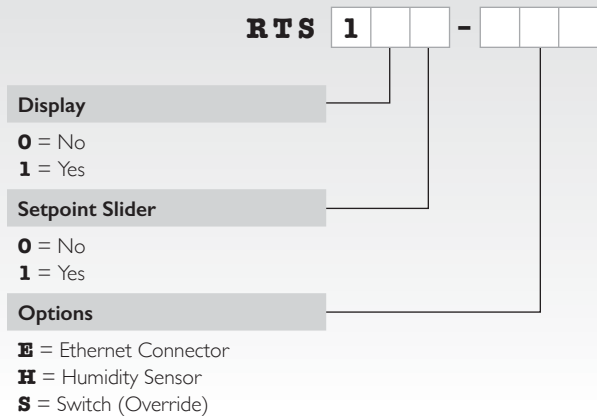 RTS 1 -
Display
0 = No
1 = Yes
Setpoint Slider
0 = No
1 = Yes
Options
E = Ethernet Connector
H = Humidity Sensor
S = Switch (Override)